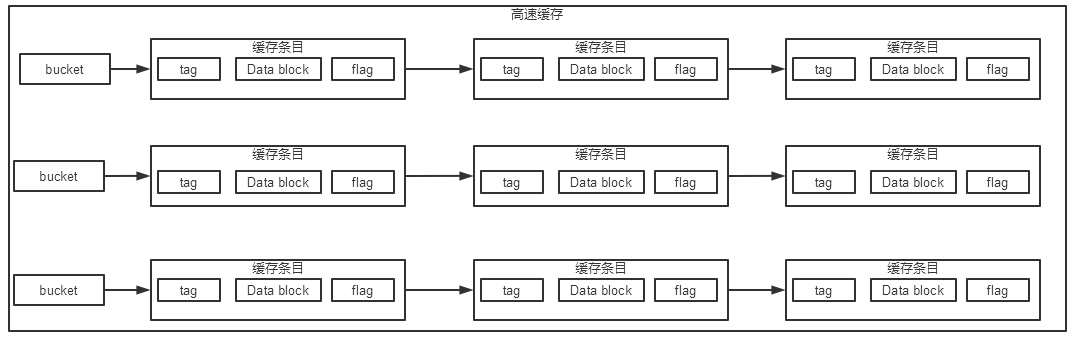 高速缓存
缓存条目 缓存条目 缓存条目
bucket tag Data block flag tag Data block flag tag Data block flag
缓存条目 缓存条目 缓存条目
bucket tag Data block flag tag Data block flag tag Data block flag
缓存条目 缓存条目 缓存条目
bucket tag Data block flag tag Data block flag tag Data block flag